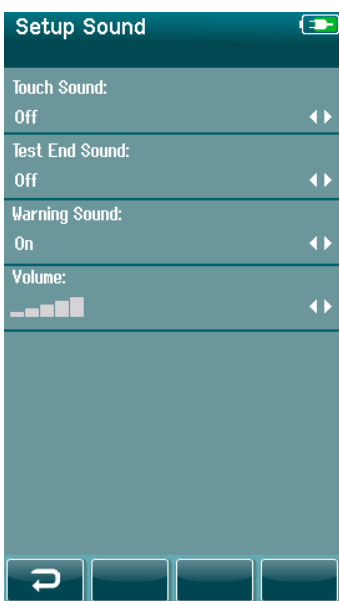 Setup Sound
Touch Sound:
Off
Test End Sound:
Off
Warning Sound:
On
Volume: